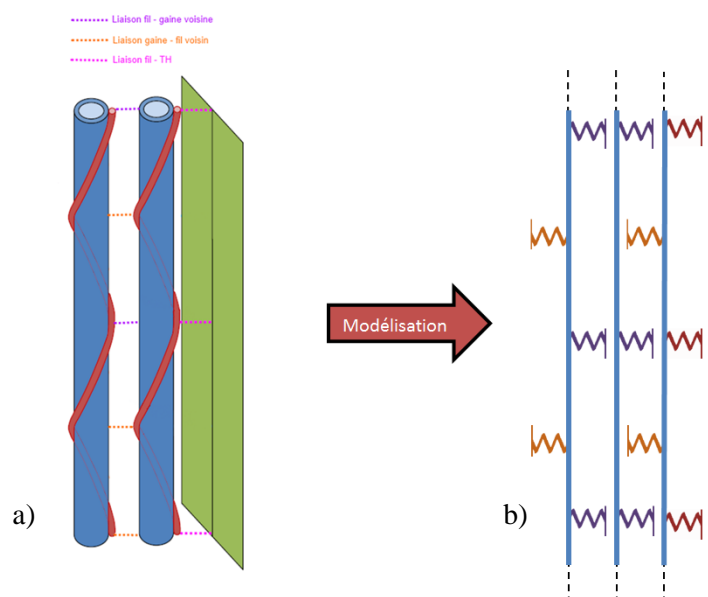 Liaison fil - gaine voisine
Liaison gaine - fil voisin
Liaison fil - TH
Modélisation
a)
b)